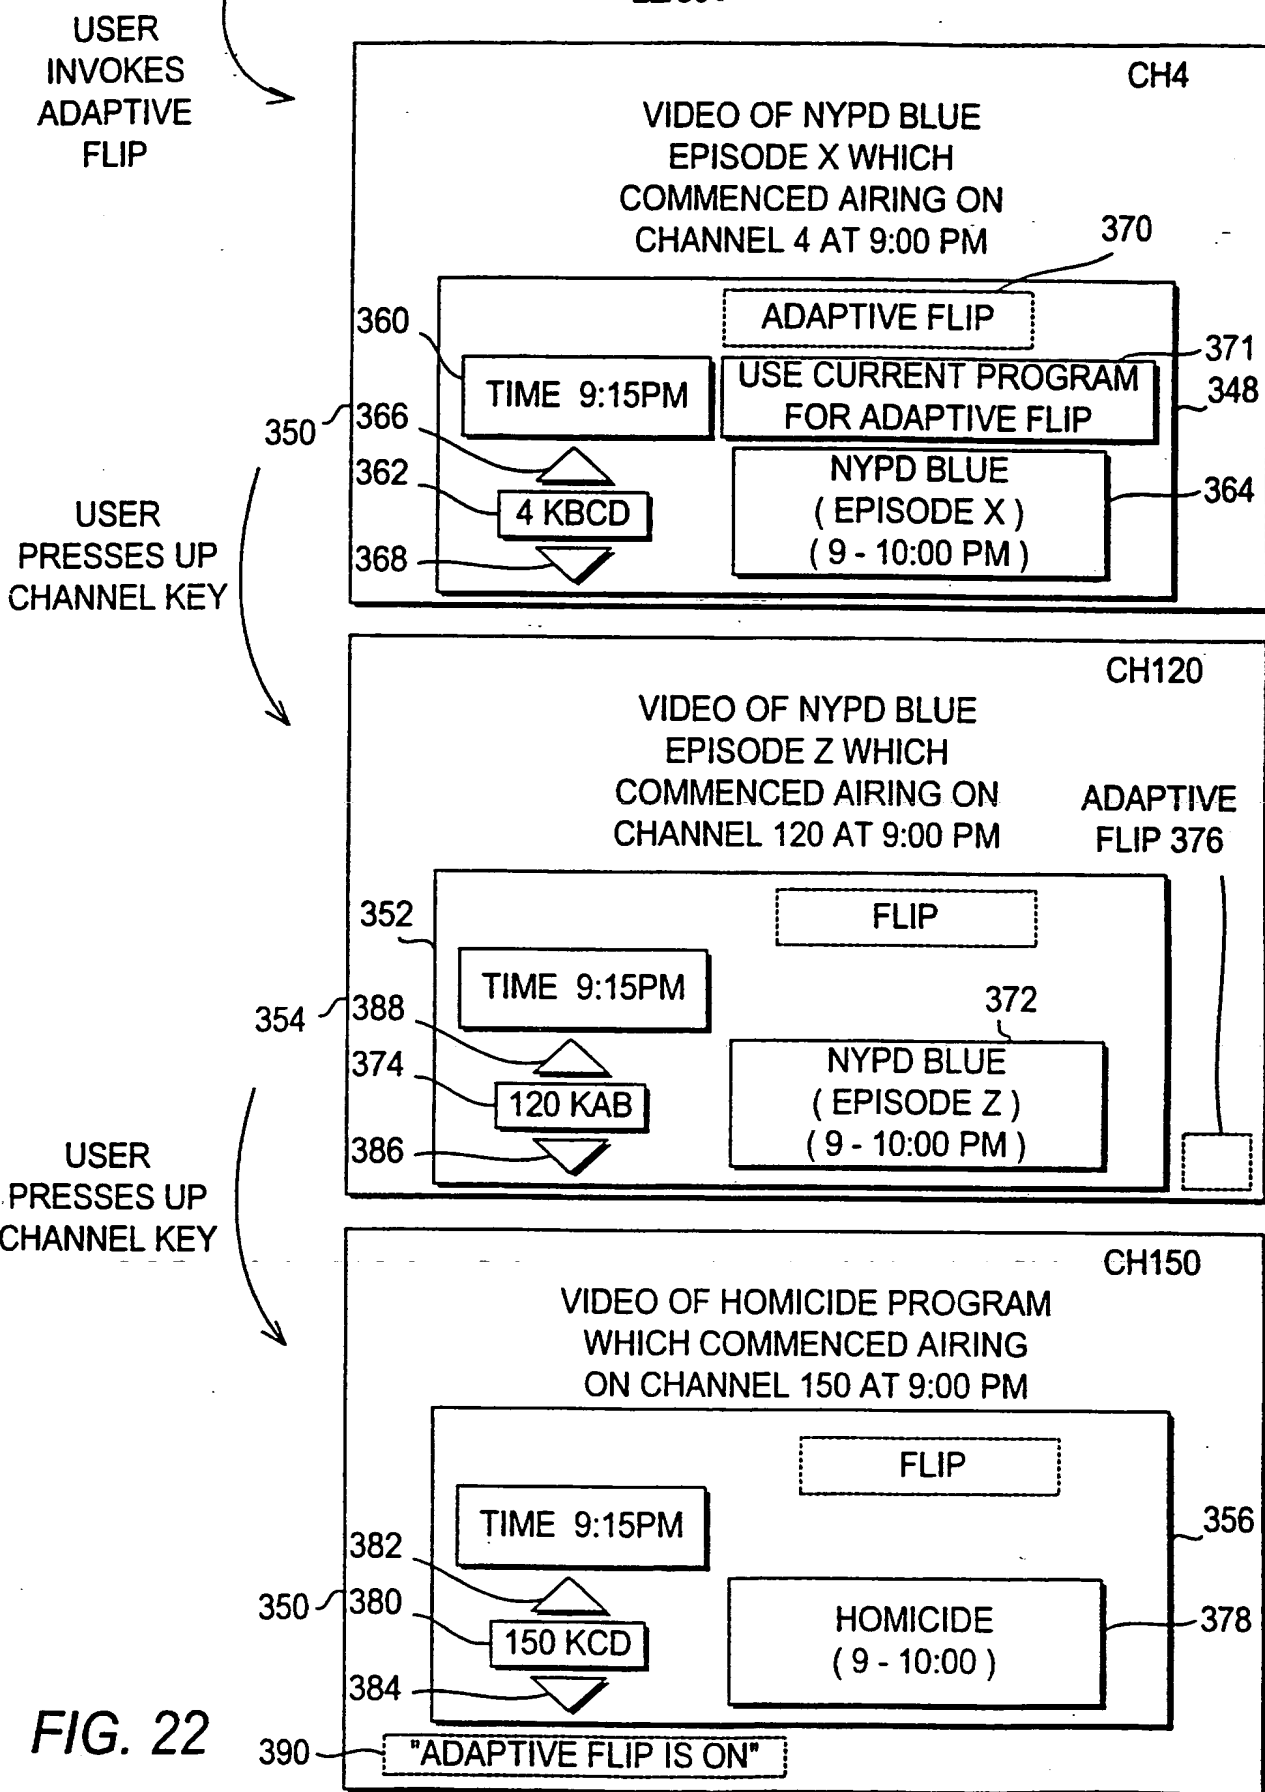 USER
INVOKES
ADAPTIVE
FLIP
CH4
VIDEO OF NYPD BLUE
EPISODE X WHICH
COMMENCED AIRING ON
CHANNEL 4 AT 9:00 PM
370
ADAPTIVE FLIP
360
TIME 9:15PM
USE CURRENT PROGRAM
FOR ADAPTIVE FLIP
371
348
350
366
362
4 KBCD
368
NYPD BLUE
( EPISODE X )
( 9 - 10:00 PM )
364
USER
PRESSES UP
CHANNEL KEY
CH120
VIDEO OF NYPD BLUE
EPISODE Z WHICH
COMMENCED AIRING ON
CHANNEL 120 AT 9:00 PM
ADAPTIVE
FLIP 376
352
FLIP
TIME 9:15PM
354
388
374
120 KAB
386
372
NYPD BLUE
( EPISODE Z )
( 9 - 10:00 PM )
USER
PRESSES UP
CHANNEL KEY
CH150
VIDEO OF HOMICIDE PROGRAM
WHICH COMMENCED AIRING
ON CHANNEL 150 AT 9:00 PM
FLIP
TIME 9:15PM
356
382
350
380
150 KCD
384
HOMICIDE
( 9 - 10:00 )
378
390
"ADAPTIVE FLIP IS ON"
FIG. 22